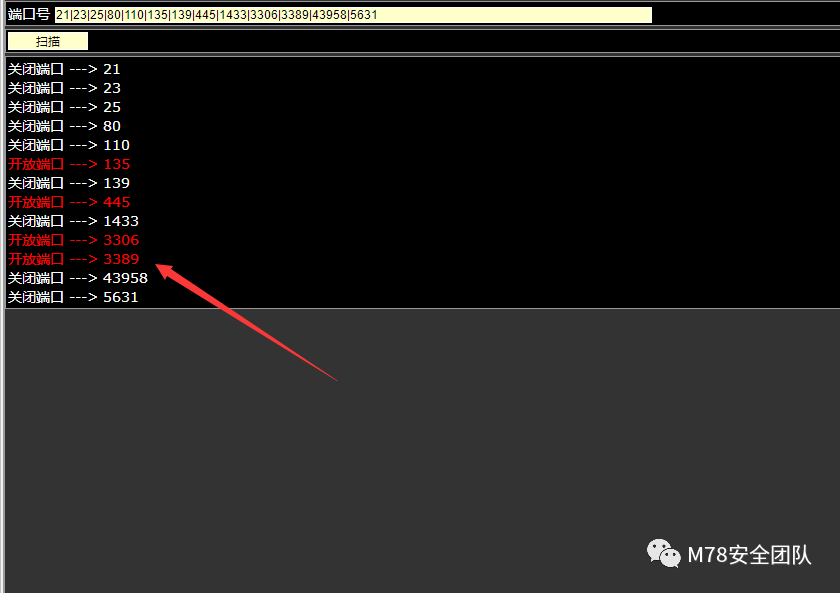 端口号 21|23|25|80|110|135|139|445|1433|3306|3389|43958|5631
扫描
关闭端口 ---> 21
关闭端口 ---> 23
关闭端口 ---> 25
关闭端口 ---> 80
关闭端口 ---> 110
开放端口 ---> 135
关闭端口 ---> 139
开放端口 ---> 445
关闭端口 ---> 1433
开放端口 ---> 3306
开放端口 ---> 3389
关闭端口 ---> 43958
关闭端口 ---> 5631
M78安全团队